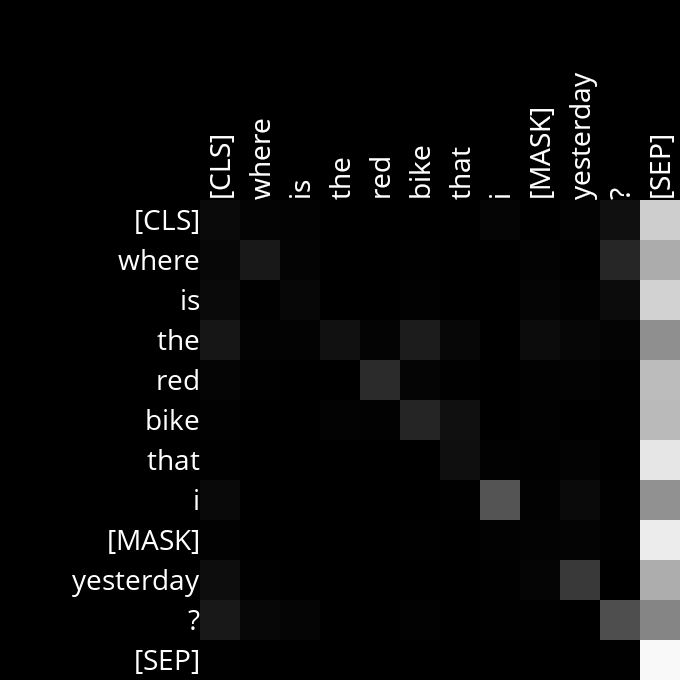 [CLS] where is the red bike that i [MASK] yesterday ? [SEP]
[CLS]
where
is
the
red
bike
that
i
[MASK]
yesterday
?
[SEP]